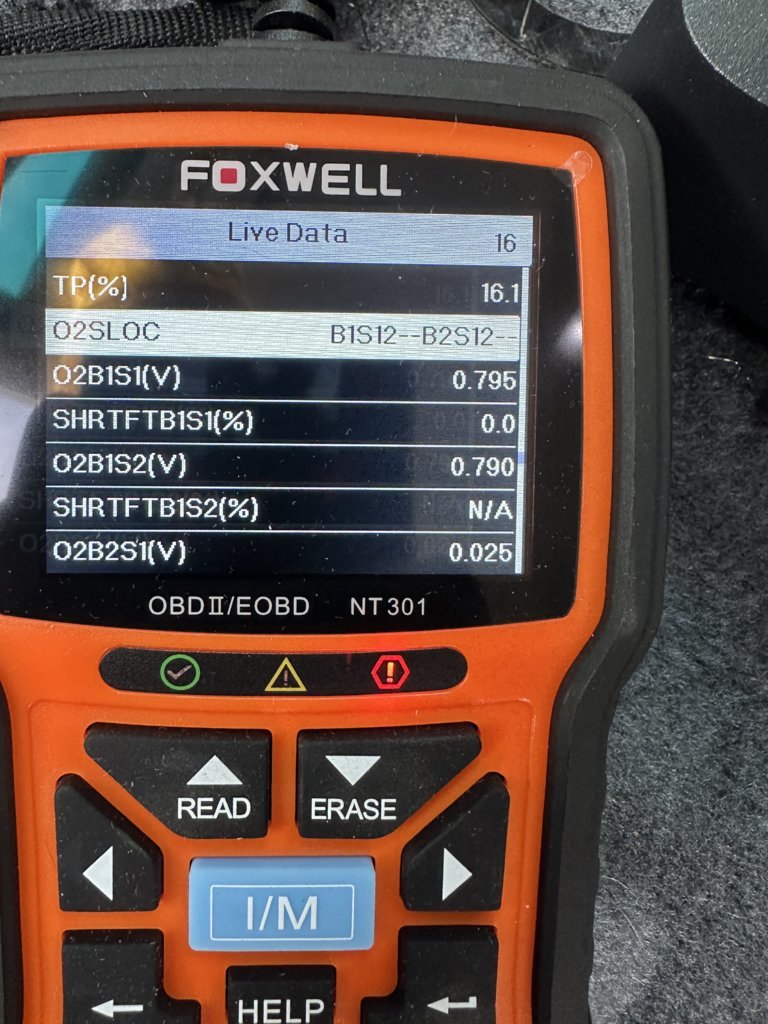 FOXWELL
Live Data 16
TP(%) 16.1
O2SLOC B1S12--B2S12--
O2B1S1(V) 0.795
SHRTFTB1S1(%) 0.0
O2B1S2(V) 0.790
SHRTFTB1S2(%) N/A
O2B2S1(V) 0.025
OBDII/EOBD NT301
READ ERASE
I/M
HELP